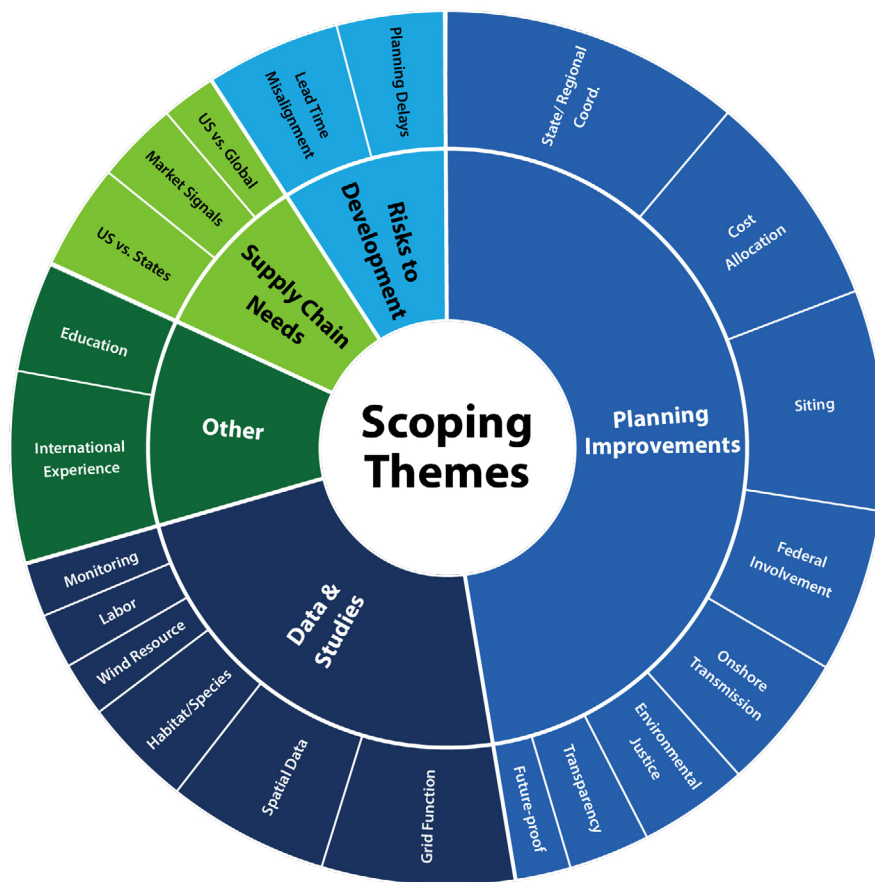 Scoping
Themes
Planning
Improvements
State/ Regional
Coord.
Cost
Allocation
Siting
Federal
Involvement
Onshore
Transmission
Environmental
Justice
Transparency
Future-proof
Data &
Studies
Grid Function
Spatial Data
Habitat/Species
Wind Resource
Labor
Monitoring
Other
International
Experience
Education
Supply Chain
Needs
US vs. States
Market Signals
US vs. Global
Risks to
Development
Lead Time
Misalignment
Planning Delays